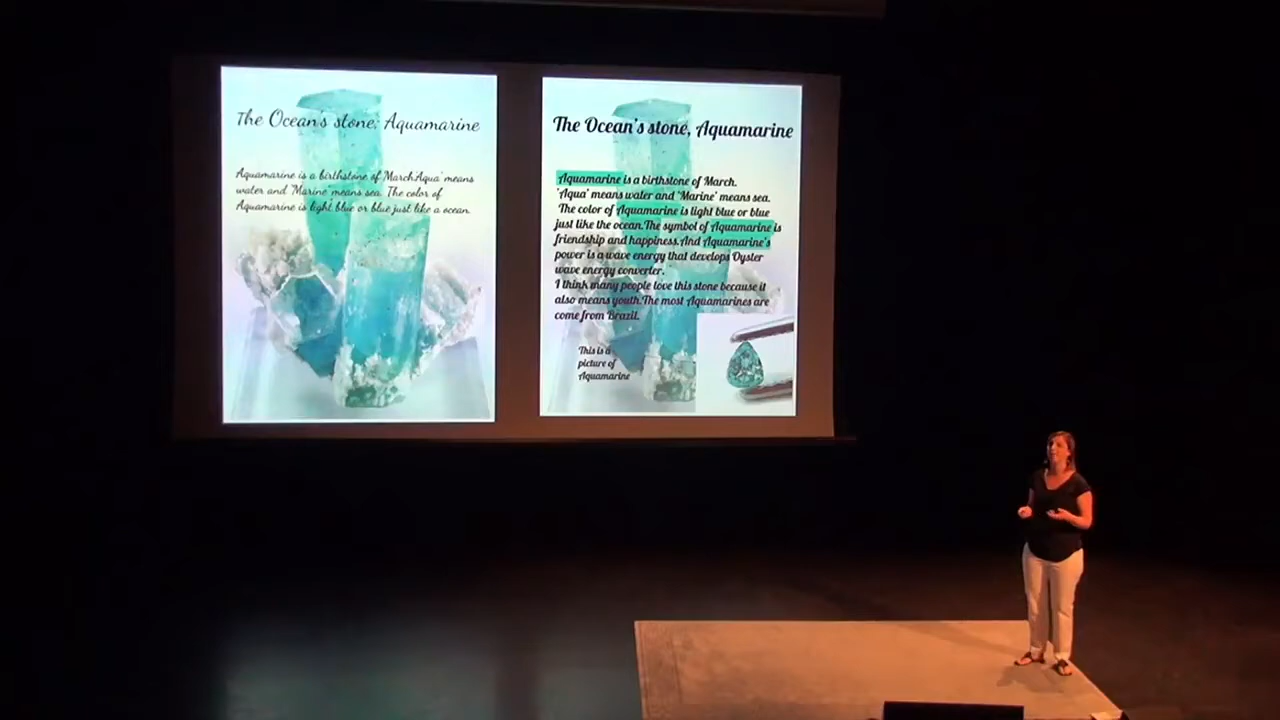 The Ocean's stone, Aquamarine
Aquamarine is a birthstone of March.'Aqua' means
water and 'Marine' means sea. The color of
Aquamarine is light blue or blue just like a ocean.
The Ocean's stone, Aquamarine
Aquamarine is a birthstone of March.
'Aqua' means water and 'Marine' means sea.
The color of Aquamarine is light blue or blue
just like the ocean.The symbol of Aquamarine is
friendship and happiness.And Aquamarine's
power is a wave energy that develops Oyster
wave energy converter.
I think many people love this stone because it
also means youth.The most Aquamarines are
come from Brazil.
This is a
picture of
Aquamarine